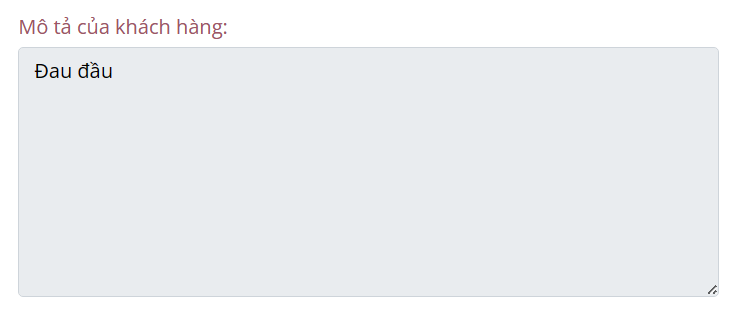 Mô tả của khách hàng:
Đau đầu